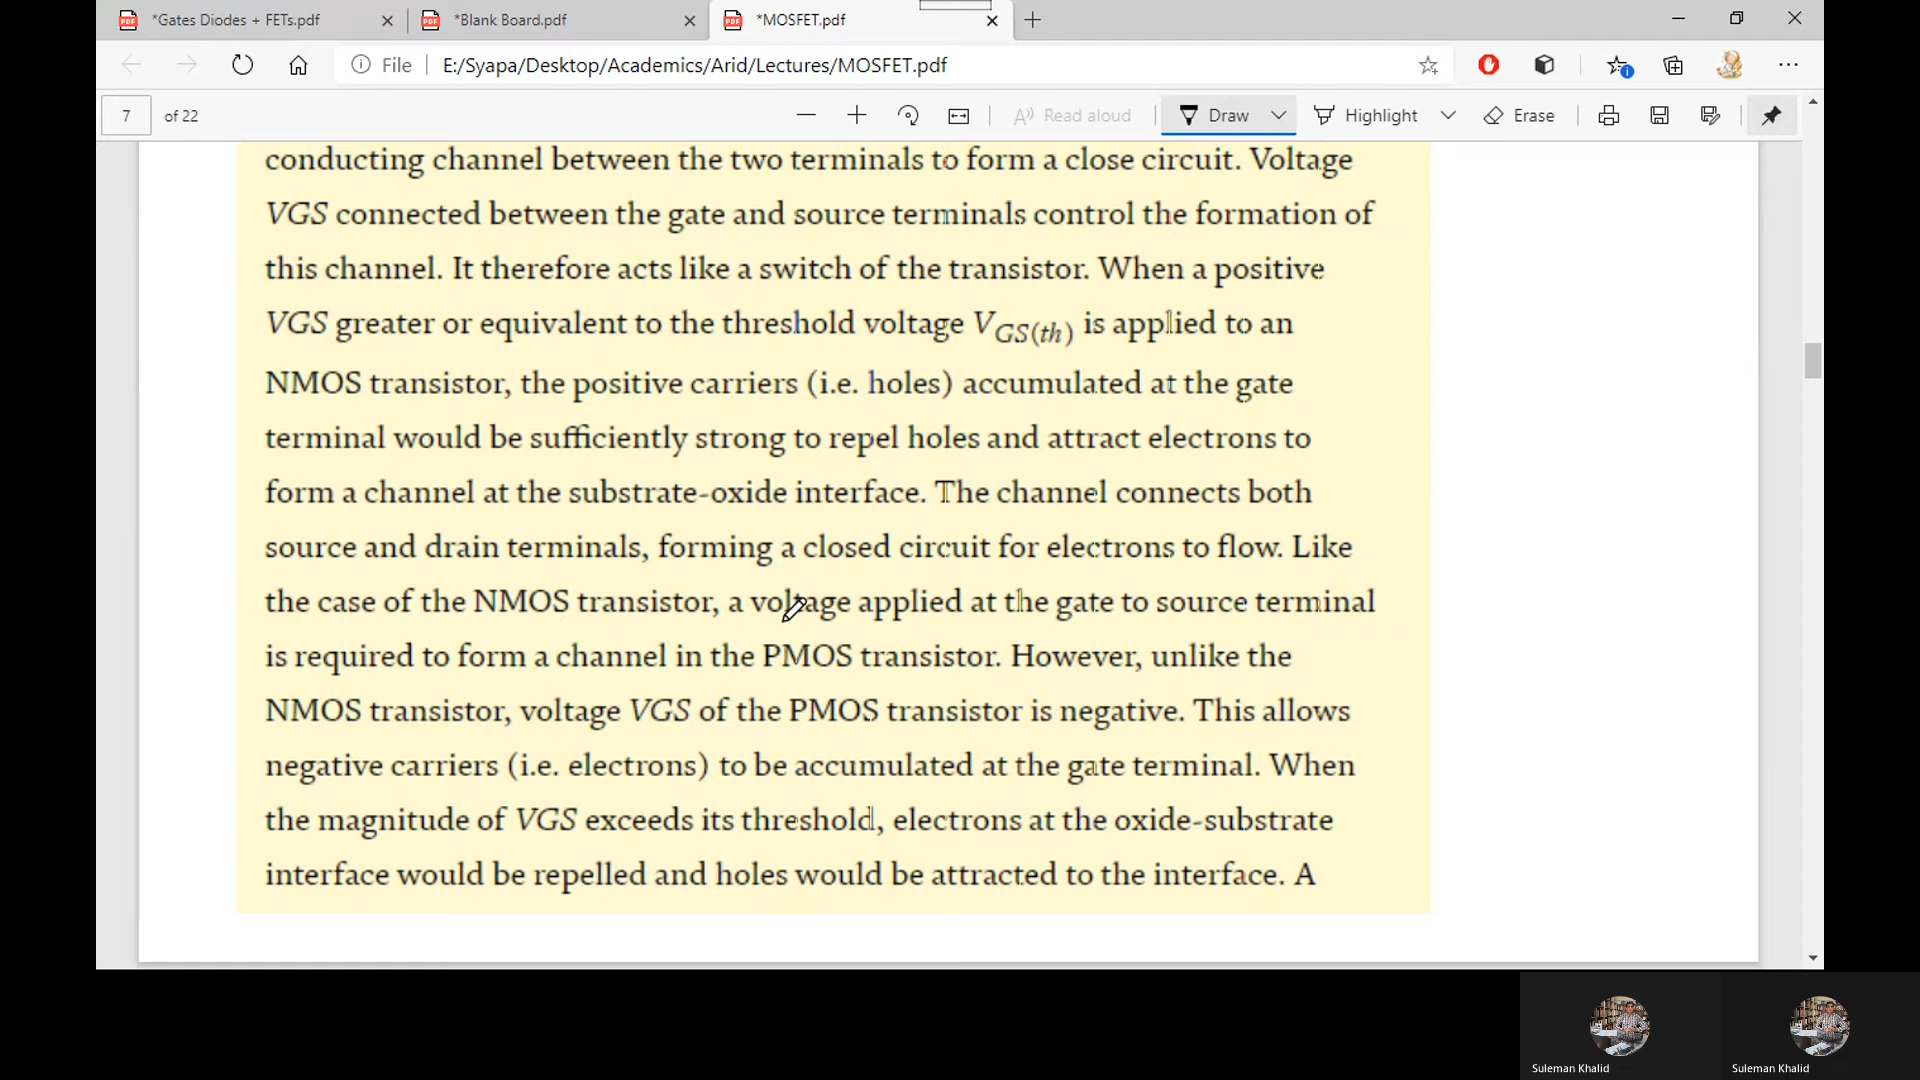 *Gates Diodes + FETs.pdf
*Blank Board.pdf
*MOSFET.pdf
File
E:/Syapa/Desktop/Academics/Arid/Lectures/MOSFET.pdf
7 of 22
Read aloud
Draw
Highlight
Erase
conducting channel between the two terminals to form a close circuit. Voltage
VGS connected between the gate and source terminals control the formation of
this channel. It therefore acts like a switch of the transistor. When a positive
VGS greater or equivalent to the threshold voltage V_GS(th) is applied to an
NMOS transistor, the positive carriers (i.e. holes) accumulated at the gate
terminal would be sufficiently strong to repel holes and attract electrons to
form a channel at the substrate-oxide interface. The channel connects both
source and drain terminals, forming a closed circuit for electrons to flow. Like
the case of the NMOS transistor, a voltage applied at the gate to source terminal
is required to form a channel in the PMOS transistor. However, unlike the
NMOS transistor, voltage VGS of the PMOS transistor is negative. This allows
negative carriers (i.e. electrons) to be accumulated at the gate terminal. When
the magnitude of VGS exceeds its threshold, electrons at the oxide-substrate
interface would be repelled and holes would be attracted to the interface. A
Suleman Khalid
Suleman Khalid